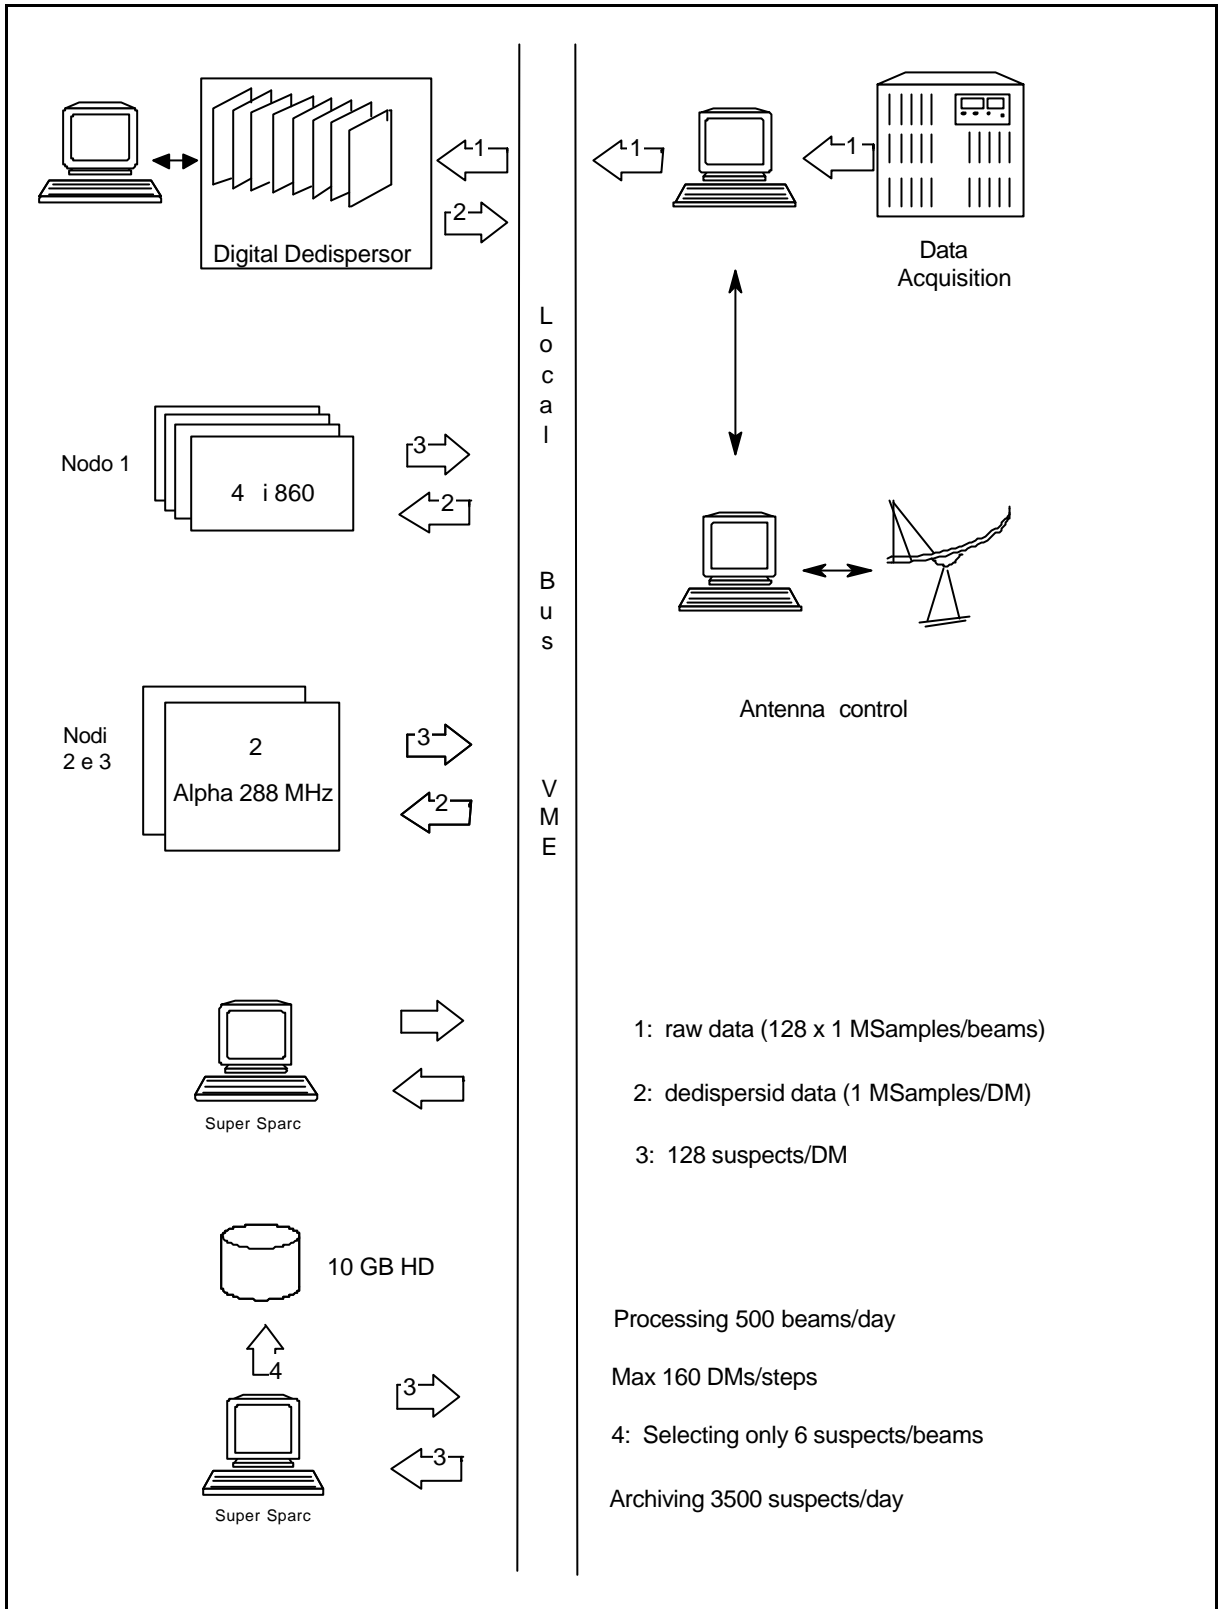 1
1
1
2
Digital Dedispersor
Data
Acquisition
Local
Bus
VME
Nodo 1
4 i 860
3
2
Antenna control
Nodi
2 e 3
2
Alpha 288 MHz
3
2
Super Sparc
1: raw data (128 x 1 MSamples/beams)
2: dedispersid data (1 MSamples/DM)
3: 128 suspects/DM
10 GB HD
4
3
3
Super Sparc
Processing 500 beams/day
Max 160 DMs/steps
4: Selecting only 6 suspects/beams
Archiving 3500 suspects/day